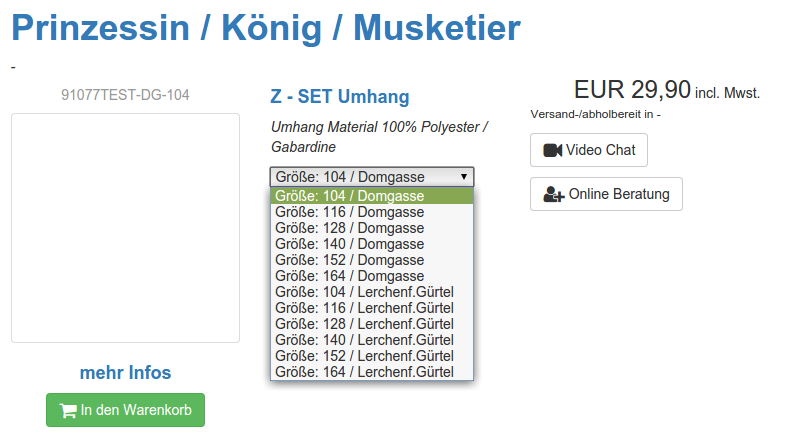 Prinzessin / König / Musketier
-
91077TEST-DG-104
mehr Infos
In den Warenkorb
Z - SET Umhang
Umhang Material 100% Polyester /
Gabardine
Größe: 104 / Domgasse
Größe: 104 / Domgasse
Größe: 116 / Domgasse
Größe: 128 / Domgasse
Größe: 140 / Domgasse
Größe: 152 / Domgasse
Größe: 164 / Domgasse
Größe: 104 / Lerchenf.Gürtel
Größe: 116 / Lerchenf.Gürtel
Größe: 128 / Lerchenf.Gürtel
Größe: 140 / Lerchenf.Gürtel
Größe: 152 / Lerchenf.Gürtel
Größe: 164 / Lerchenf.Gürtel
EUR 29,90 incl. Mwst.
Versand-/abholbereit in -
Video Chat
Online Beratung